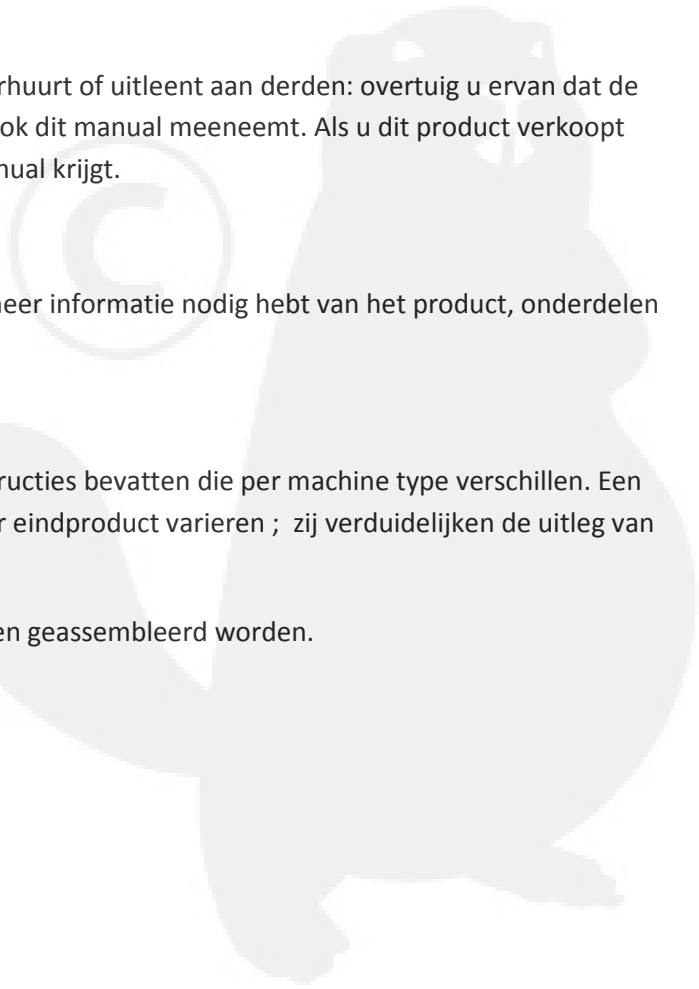 rhuurt of uitleent aan derden: overtuig u ervan dat de
ok dit manual meeneemt. Als u dit product verkoopt
nual krijgt.
©
neer informatie nodig hebt van het product, onderdelen
ructies bevatten die per machine type verschillen. Een
r eindproduct varieren ; zij verduidelijken de uitleg van
en geassembleerd worden.